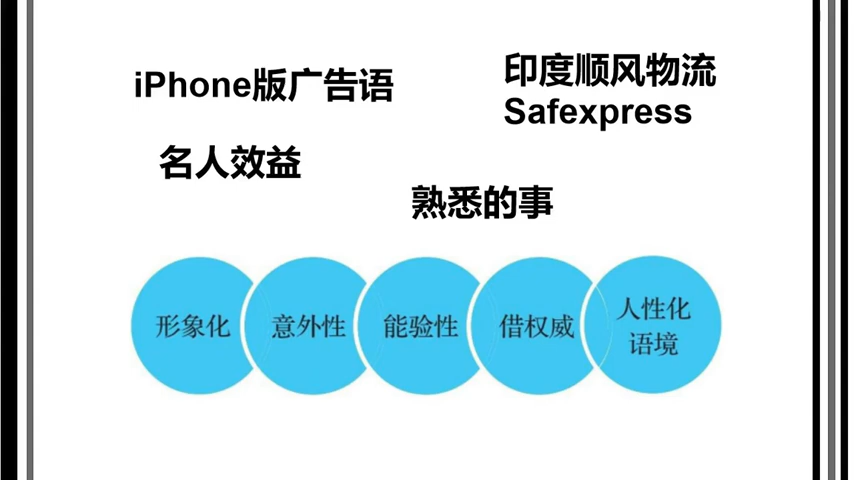 iPhone版广告语
印度顺风物流
Safexpress
名人效益
熟悉的事
形象化
意外性
能验性
借权威
人性化
语境